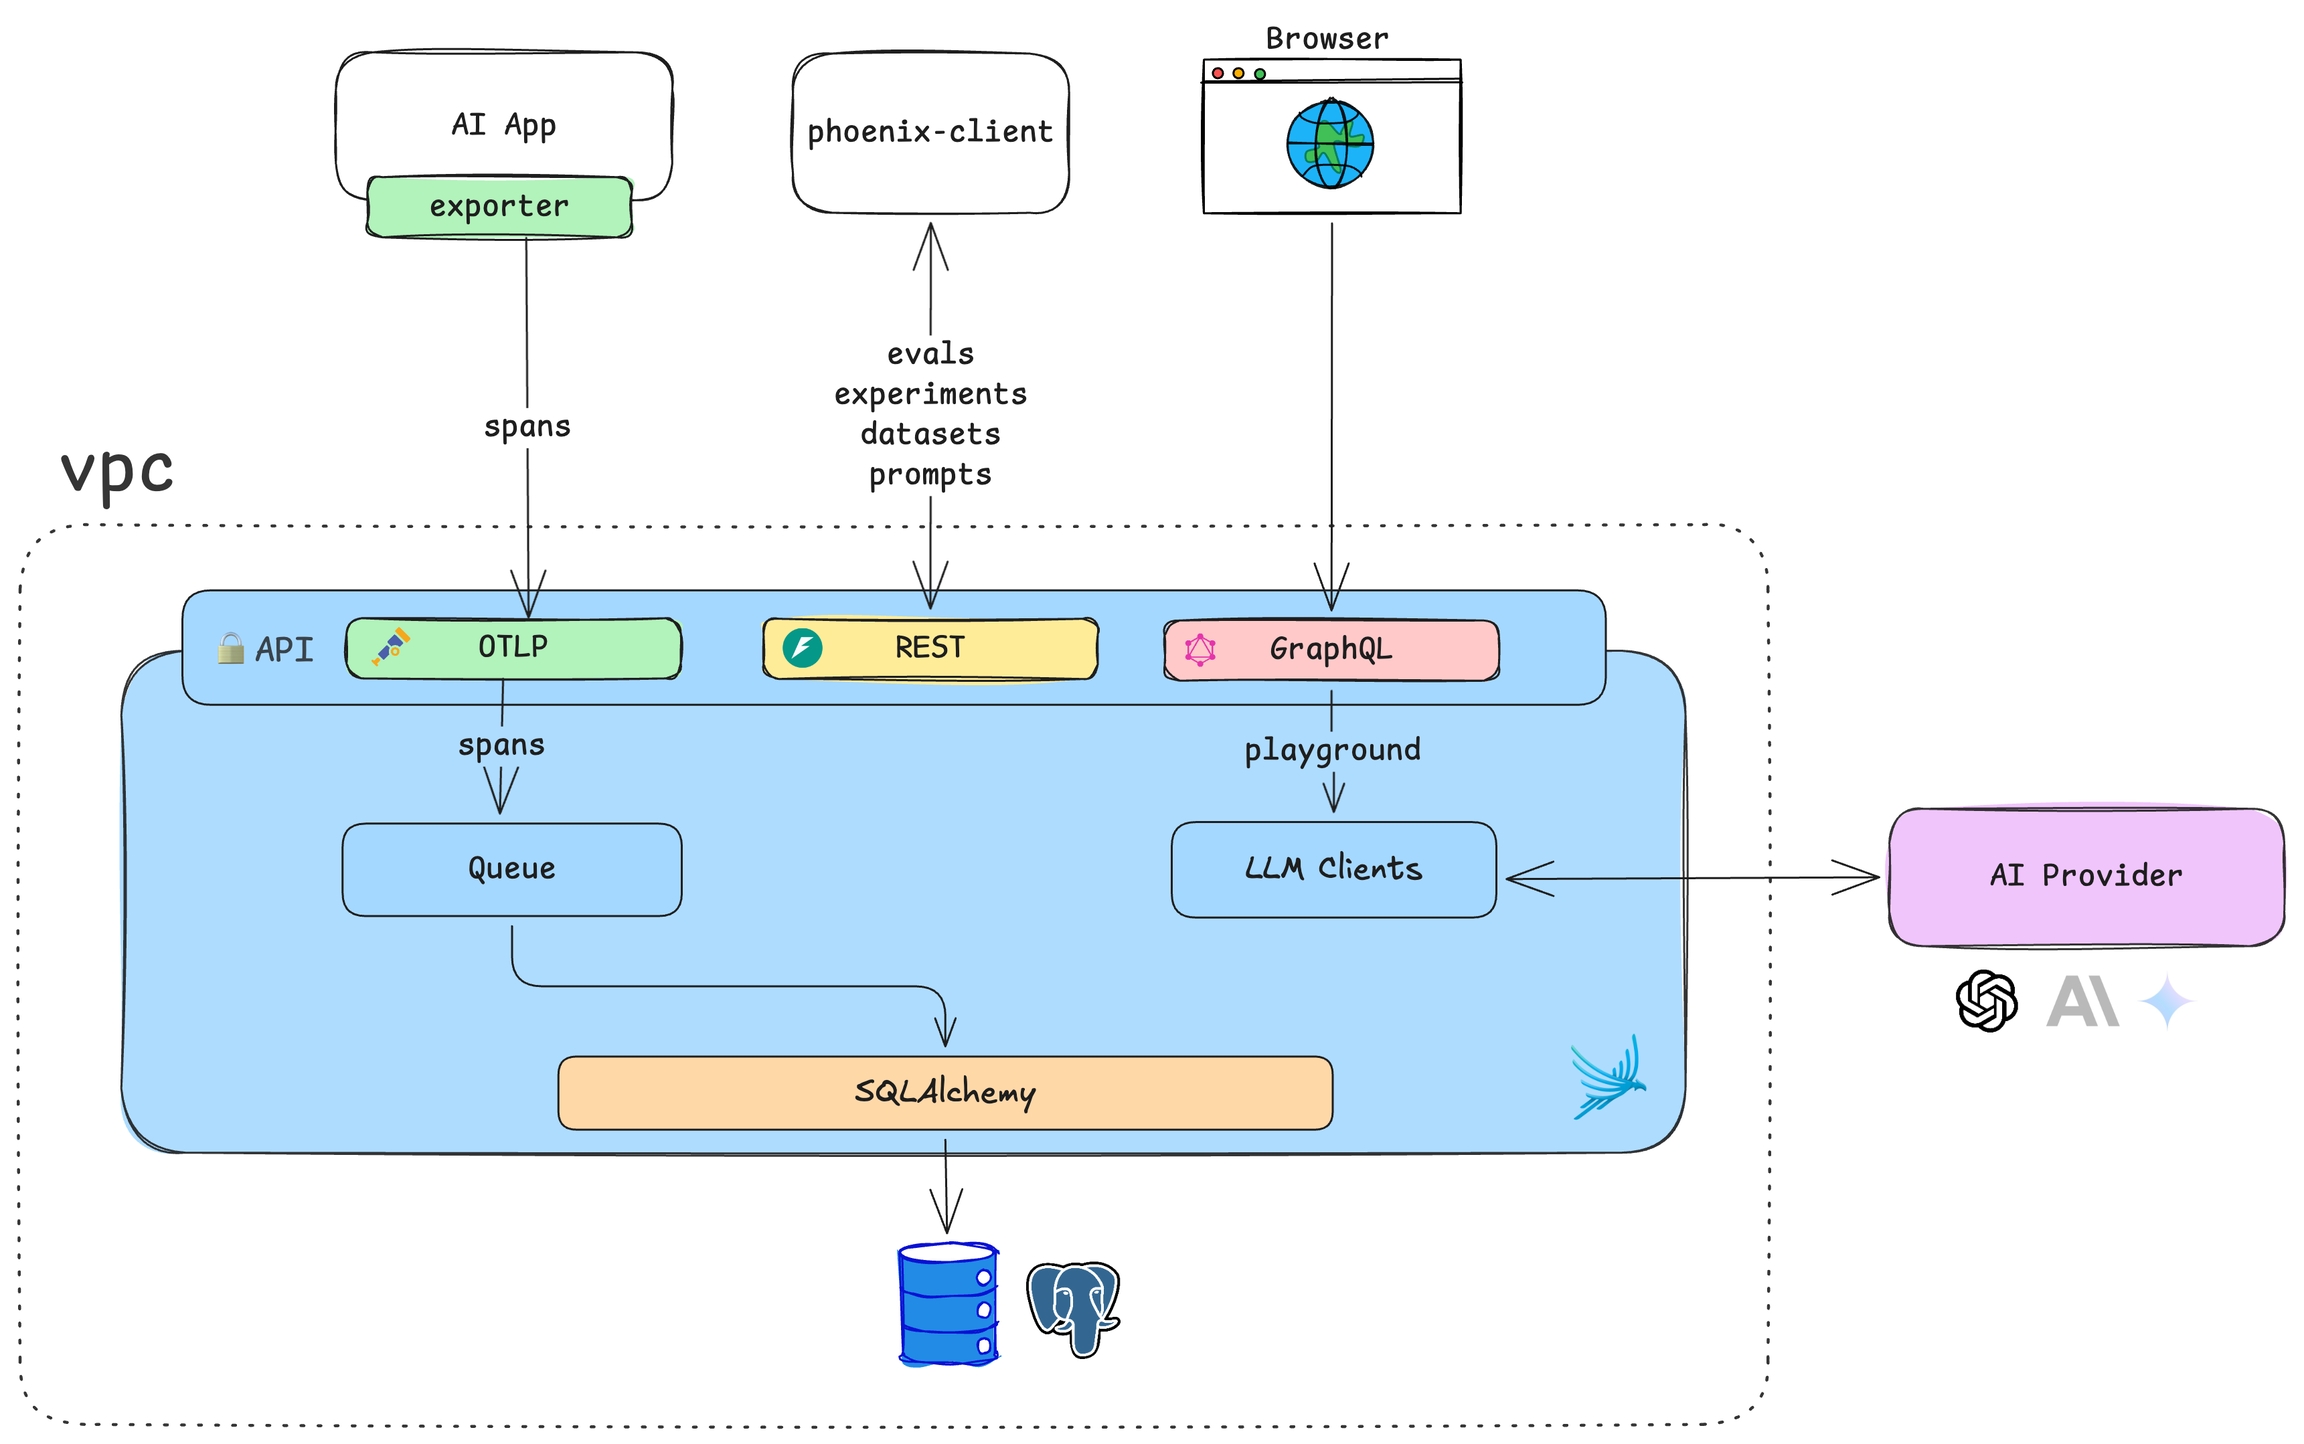 Browser
AI App
exporter
phoenix-client
spans
evals
experiments
datasets
prompts
vpc
API
OTLP
REST
GraphQL
spans
playground
Queue
LLM Clients
AI Provider
AI
SQLAlchemy